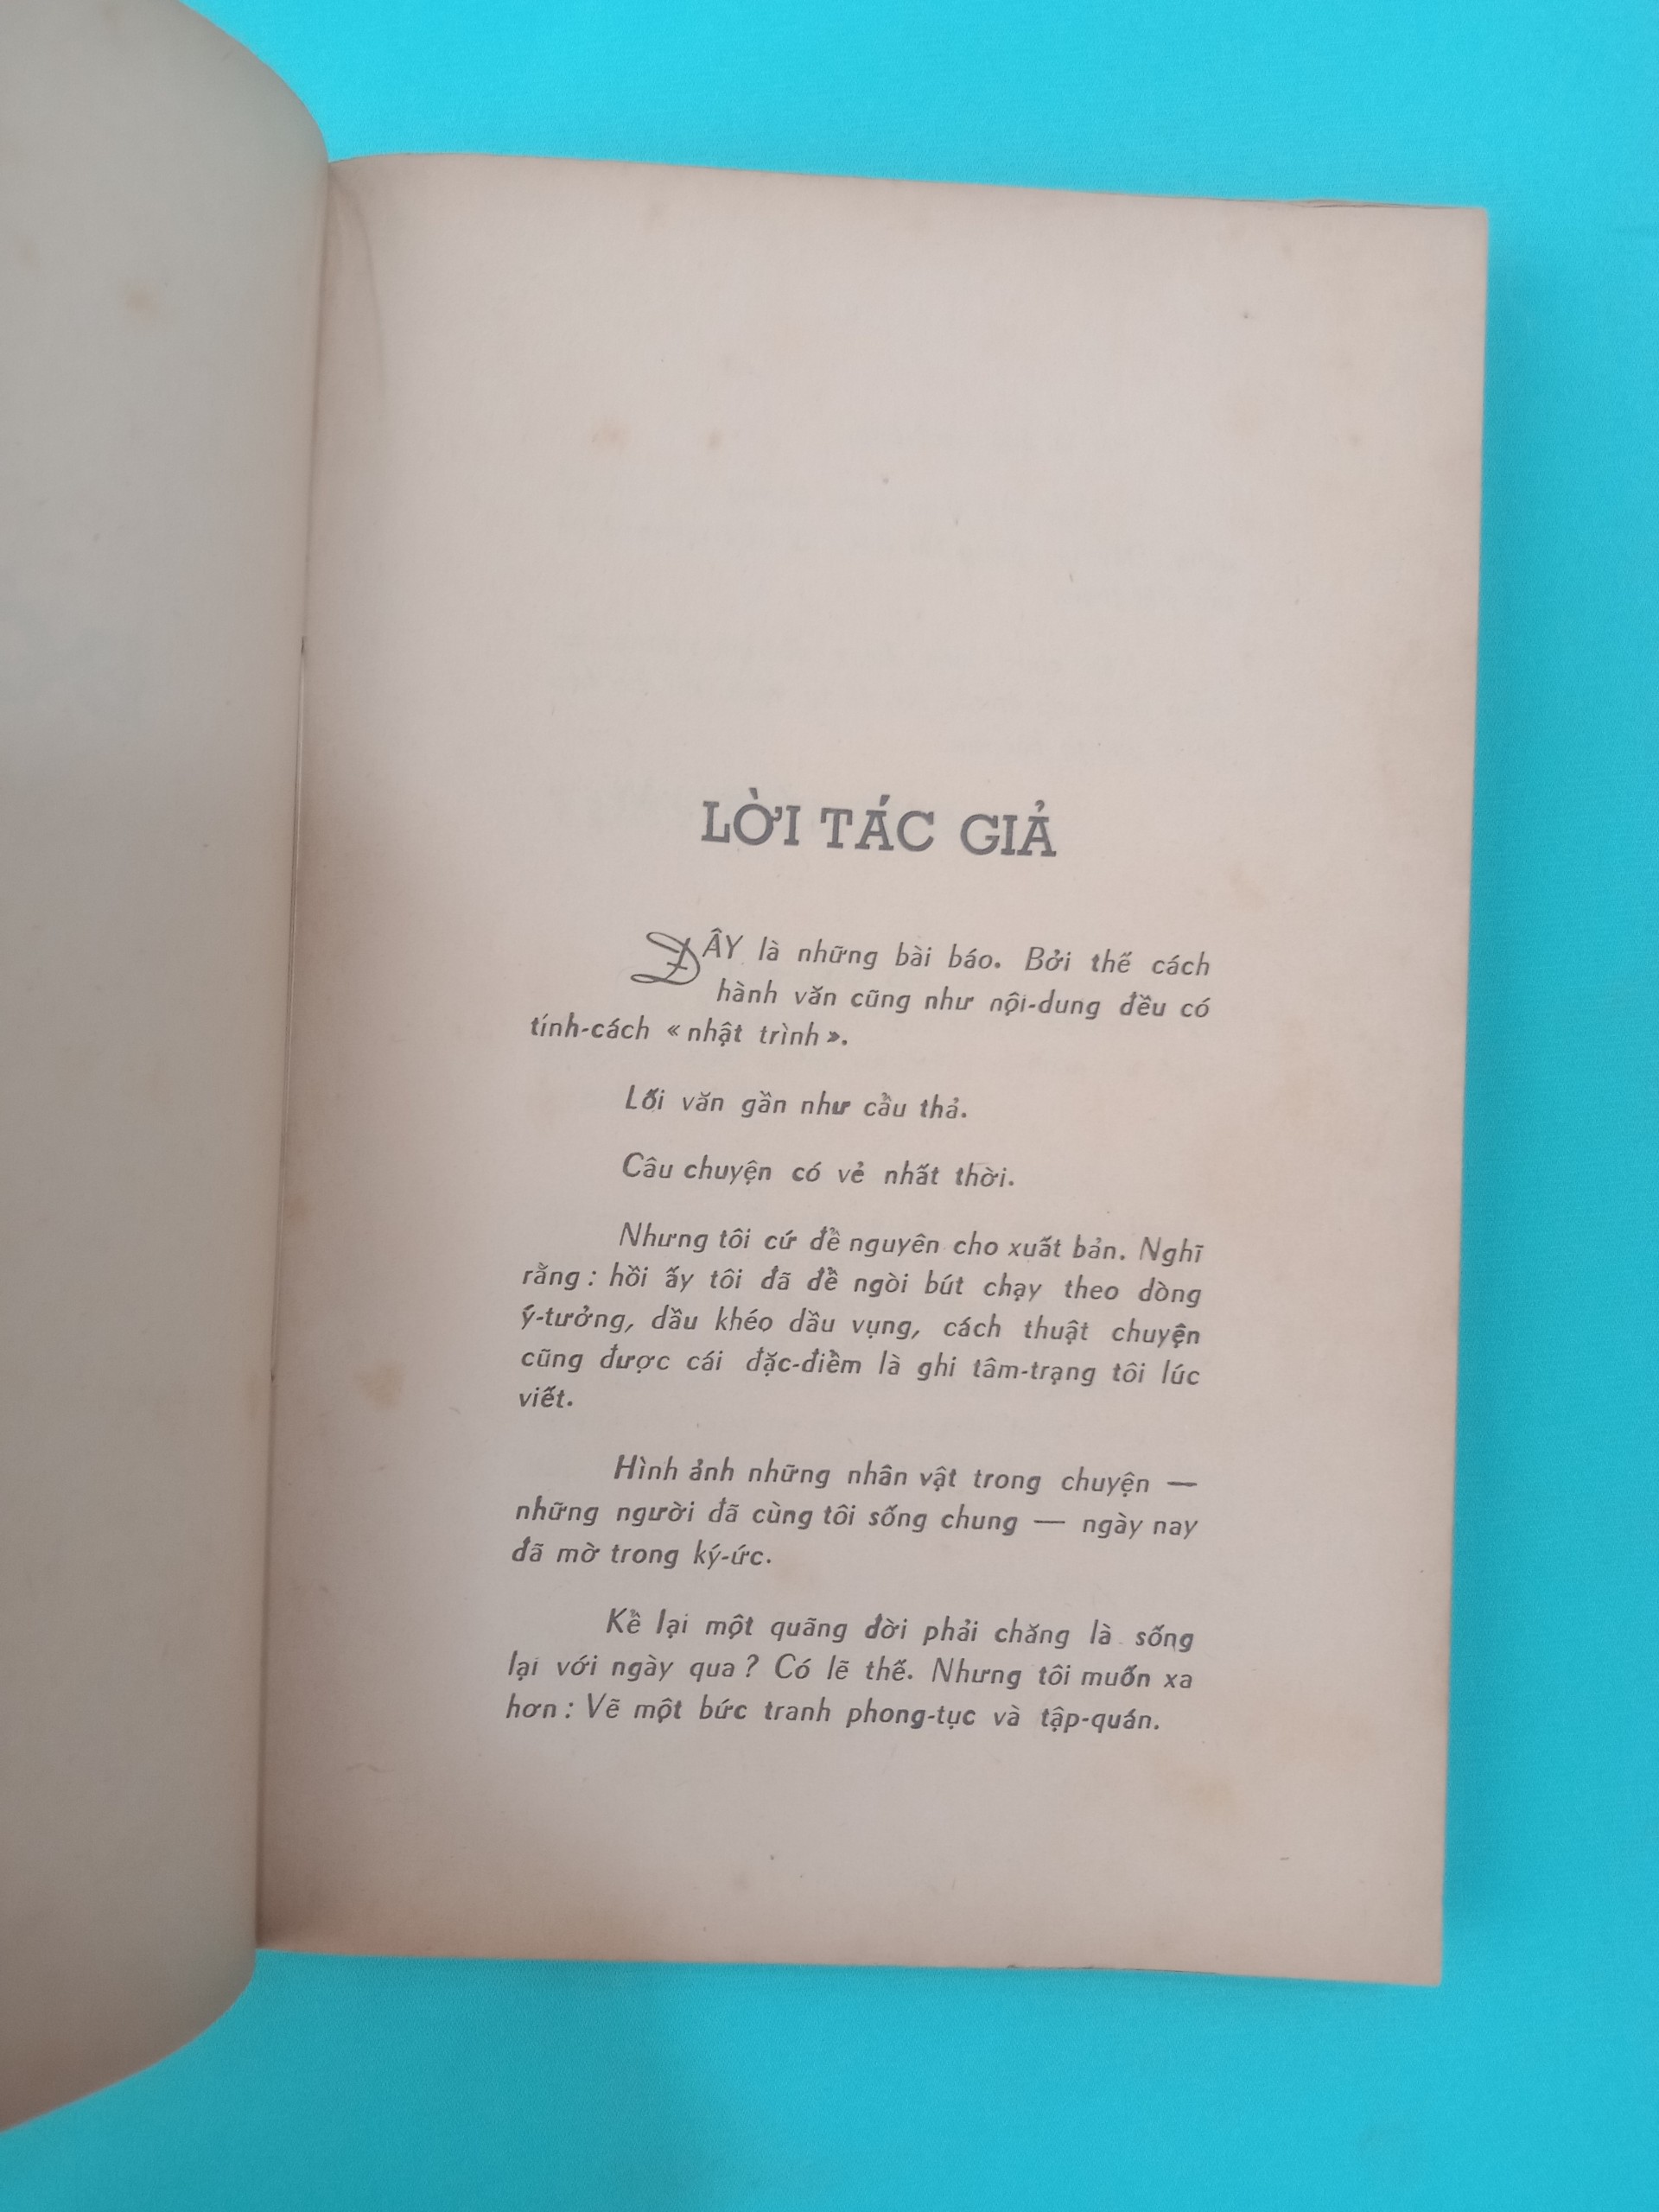 LỜI TÁC GIẢ
ĐÂY là những bài báo. Bởi thế cách
hành văn cũng như nội-dung đều có
tính-cách « nhật trình ».
Lối văn gần như cẩu thả.
Câu chuyện có vẻ nhất thời.
Nhưng tôi cứ để nguyên cho xuất bản. Nghĩ
rằng : hồi ấy tôi đã để ngòi bút chạy theo dòng
ý-tưởng, dầu khéo dầu vụng, cách thuật chuyện
cũng được cái đặc-điểm là ghi tâm-trạng tôi lúc
viết.
Hình ảnh những nhân vật trong chuyện —
những người đã cùng tôi sống chung — ngày nay
đã mờ trong ký-ức.
Kể lại một quãng đời phải chăng là sống
lại với ngày qua ? Có lẽ thế. Nhưng tôi muốn xa
hơn : Vẽ một bức tranh phong-tục và tập-quán.